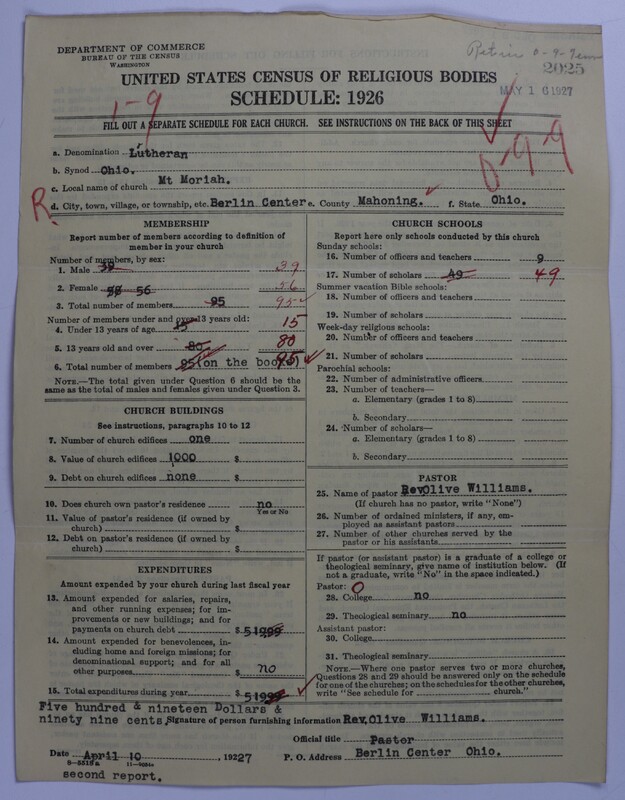 DEPARTMENT OF COMMERCE
BUREAU OF THE CENSUS
WASHINGTON
2025
MAY 16 1927
UNITED STATES CENSUS OF RELIGIOUS BODIES
SCHEDULE: 1926
1-9
FILL OUT A SEPARATE SCHEDULE FOR EACH CHURCH. SEE INSTRUCTIONS ON THE BACK OF THIS SHEET
0-9-9
a. Denomination Lutheran
b. Synod Ohio.
c. Local name of church Mt Moriah.
R.
d. City, town, village, or township, etc. Berlin Center e. County Mahoning. f. State Ohio.
MEMBERSHIP
Report number of members according to definition of
member in your church
Number of members, by sex:
1. Male 39 39
2. Female 98 56 56
3. Total number of members 95 95
Number of members under and over 13 years old:
4. Under 13 years of age 15 15
5. 13 years old and over 80 80
6. Total number of members 95 (on the books) 95
NOTE.—The total given under Question 6 should be the
same as the total of males and females given under Question 3.
CHURCH BUILDINGS
See instructions, paragraphs 10 to 12
7. Number of church edifices one
8. Value of church edifices 1000 $
9. Debt on church edifices none $
10. Does church own pastor's residence no
Yes or No
11. Value of pastor's residence (if owned by
church) $
12. Debt on pastor's residence (if owned by
church) $
EXPENDITURES
Amount expended by your church during last fiscal year
13. Amount expended for salaries, repairs,
and other running expenses; for im-
provements or new buildings; and for
payments on church debt $ 51999
14. Amount expended for benevolences, in-
cluding home and foreign missions; for
denominational support; and for all
other purposes $ no
15. Total expenditures during year $ 51999
CHURCH SCHOOLS
Report here only schools conducted by this church
Sunday schools:
16. Number of officers and teachers 9
17. Number of scholars 49 49
Summer vacation Bible schools:
18. Number of officers and teachers
19. Number of scholars
Week-day religious schools:
20. Number of officers and teachers
21. Number of scholars
Parochial schools:
22. Number of administrative officers
23. Number of teachers—
a. Elementary (grades 1 to 8)
b. Secondary
24. Number of scholars—
a. Elementary (grades 1 to 8)
b. Secondary
PASTOR
25. Name of pastor Rev Olive Williams.
(If church has no pastor, write "None")
26. Number of ordained ministers, if any, em-
ployed as assistant pastors
27. Number of other churches served by the
pastor or his assistants
If pastor (or assistant pastor) is a graduate of a college or
theological seminary, give name of institution below. (If
not a graduate, write "No" in the space indicated.)
Pastor: O
28. College no
29. Theological seminary no
Assistant pastor:
30. College
31. Theological seminary
NOTE.—Where one pastor serves two or more churches,
Questions 28 and 29 should be answered only on the schedule
for one of the churches; on the schedules for the other churches,
write "See schedule for church."
Five hundred & nineteen Dollars &
ninety nine cents. Signature of person furnishing information Rev. Olive Williams.
Official title Pastor
Date April 10, 19227 P. O. Address Berlin Center Ohio.
second report.